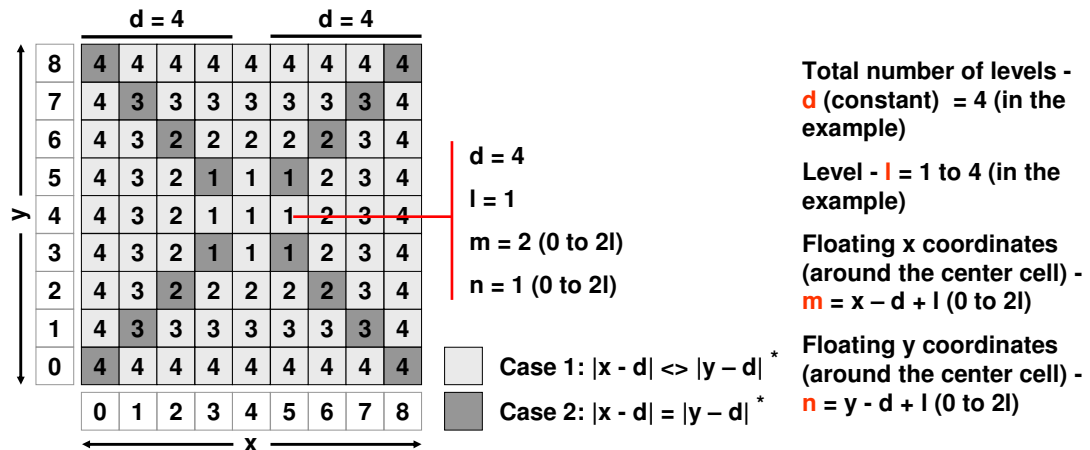 d = 4 d = 4
8 4 4 4 4 4 4 4 4 4
7 4 3 3 3 3 3 3 3 4
6 4 3 2 2 2 2 2 3 4
5 4 3 2 1 1 1 2 3 4
4 4 3 2 1 1 1 2 3 4
3 4 3 2 1 1 1 2 3 4
2 4 3 2 2 2 2 2 3 4
1 4 3 3 3 3 3 3 3 4
0 4 4 4 4 4 4 4 4 4
0 1 2 3 4 5 6 7 8
y
x
d = 4
l = 1
m = 2 (0 to 2l)
n = 1 (0 to 2l)
Case 1: |x - d| <> |y – d| *
Case 2: |x - d| = |y – d| *
Total number of levels -
d (constant) = 4 (in the
example)
Level - l = 1 to 4 (in the
example)
Floating x coordinates
(around the center cell) -
m = x – d + l (0 to 2l)
Floating y coordinates
(around the center cell) -
n = y - d + l (0 to 2l)